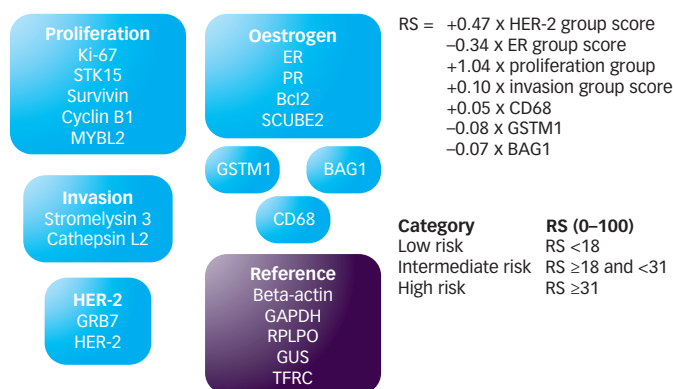 Proliferation
Ki-67
STK15
Survivin
Cyclin B1
MYBL2
Oestrogen
ER
PR
Bcl2
SCUBE2
GSTM1
BAG1
CD68
Invasion
Stromelysin 3
Cathepsin L2
HER-2
GRB7
HER-2
Reference
Beta-actin
GAPDH
RPLPO
GUS
TFRC
RS = +0.47 x HER-2 group score
–0.34 x ER group score
+1.04 x proliferation group
+0.10 x invasion group score
+0.05 x CD68
–0.08 x GSTM1
–0.07 x BAG1
Category RS (0–100)
Low risk RS <18
Intermediate risk RS ≥18 and <31
High risk RS ≥31